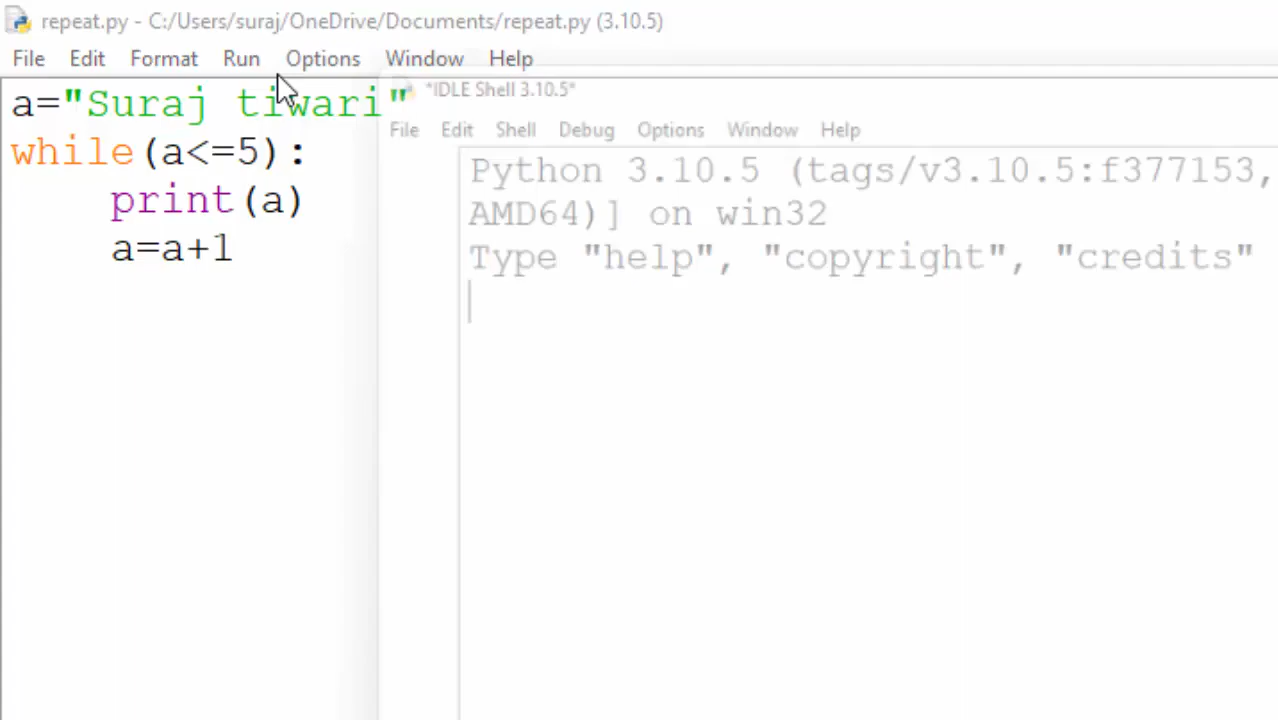 repeat.py - C:/Users/suraj/OneDrive/Documents/repeat.py (3.10.5)
File Edit Format Run Options Window Help
a="Suraj tiwari"
while(a<=5):
    print(a)
    a=a+1
*IDLE Shell 3.10.5*
File Edit Shell Debug Options Window Help
Python 3.10.5 (tags/v3.10.5:f377153,
AMD64)] on win32
Type "help", "copyright", "credits"